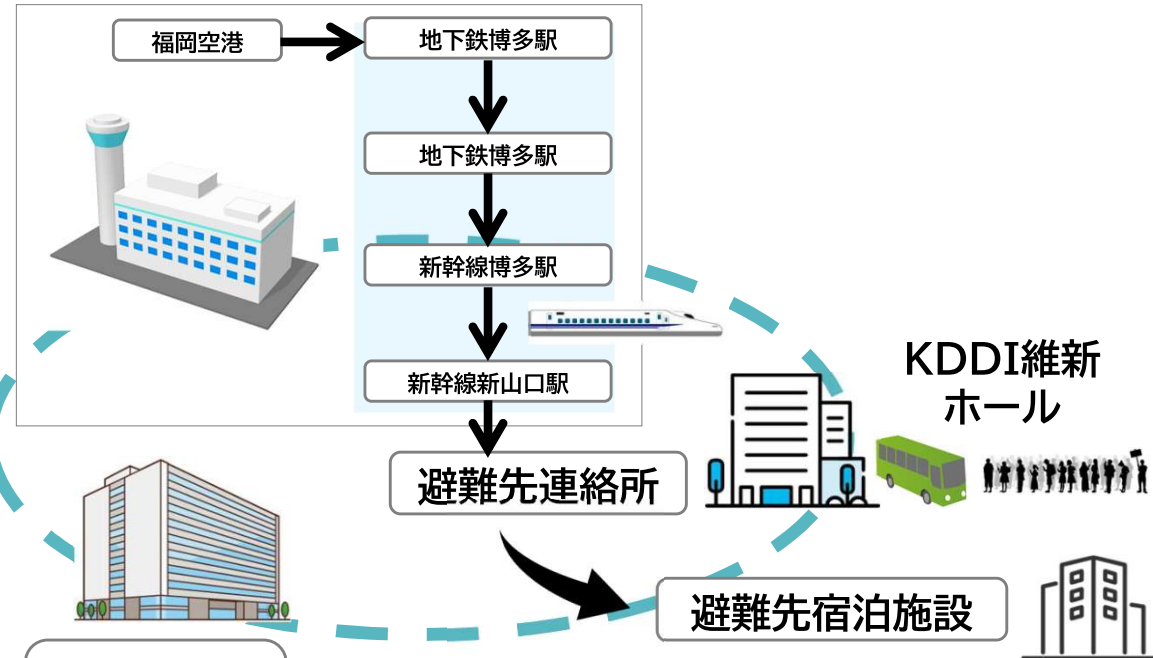 福岡空港
地下鉄博多駅
地下鉄博多駅
新幹線博多駅
新幹線新山口駅
KDDI維新
ホール
避難先連絡所
避難先宿泊施設